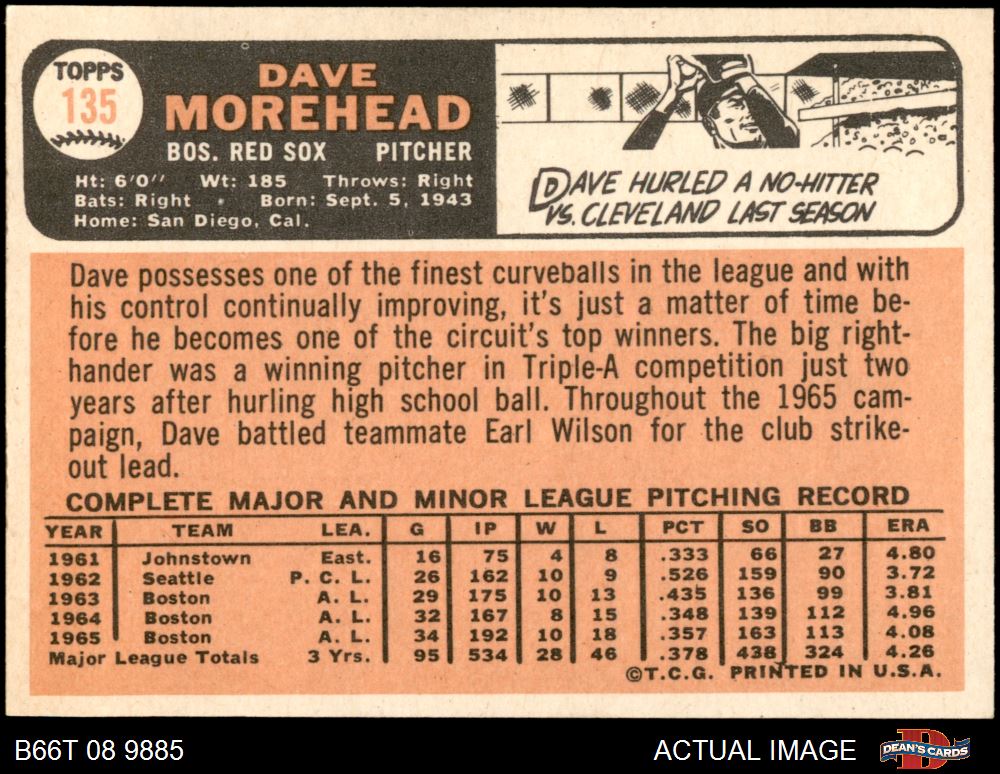 TOPPS
135
DAVE
MOREHEAD
BOS. RED SOX PITCHER
Ht: 6'0" Wt: 185 Throws: Right
Bats: Right · Born: Sept. 5, 1943
Home: San Diego, Cal.
DAVE HURLED A NO-HITTER
VS. CLEVELAND LAST SEASON
Dave possesses one of the finest curveballs in the league and with
his control continually improving, it's just a matter of time be-
fore he becomes one of the circuit's top winners. The big right-
hander was a winning pitcher in Triple-A competition just two
years after hurling high school ball. Throughout the 1965 cam-
paign, Dave battled teammate Earl Wilson for the club strike-
out lead.
COMPLETE MAJOR AND MINOR LEAGUE PITCHING RECORD
YEAR TEAM LEA. G IP W L PCT SO BB ERA
1961 Johnstown East. 16 75 4 8 .333 66 27 4.80
1962 Seattle P. C. L. 26 162 10 9 .526 159 90 3.72
1963 Boston A. L. 29 175 10 13 .435 136 99 3.81
1964 Boston A. L. 32 167 8 15 .348 139 112 4.96
1965 Boston A. L. 34 192 10 18 .357 163 113 4.08
Major League Totals 3 Yrs. 95 534 28 46 .378 438 324 4.26
©T.C.G. PRINTED IN U.S.A.
B66T 08 9885 ACTUAL IMAGE DEAN'S CARDS